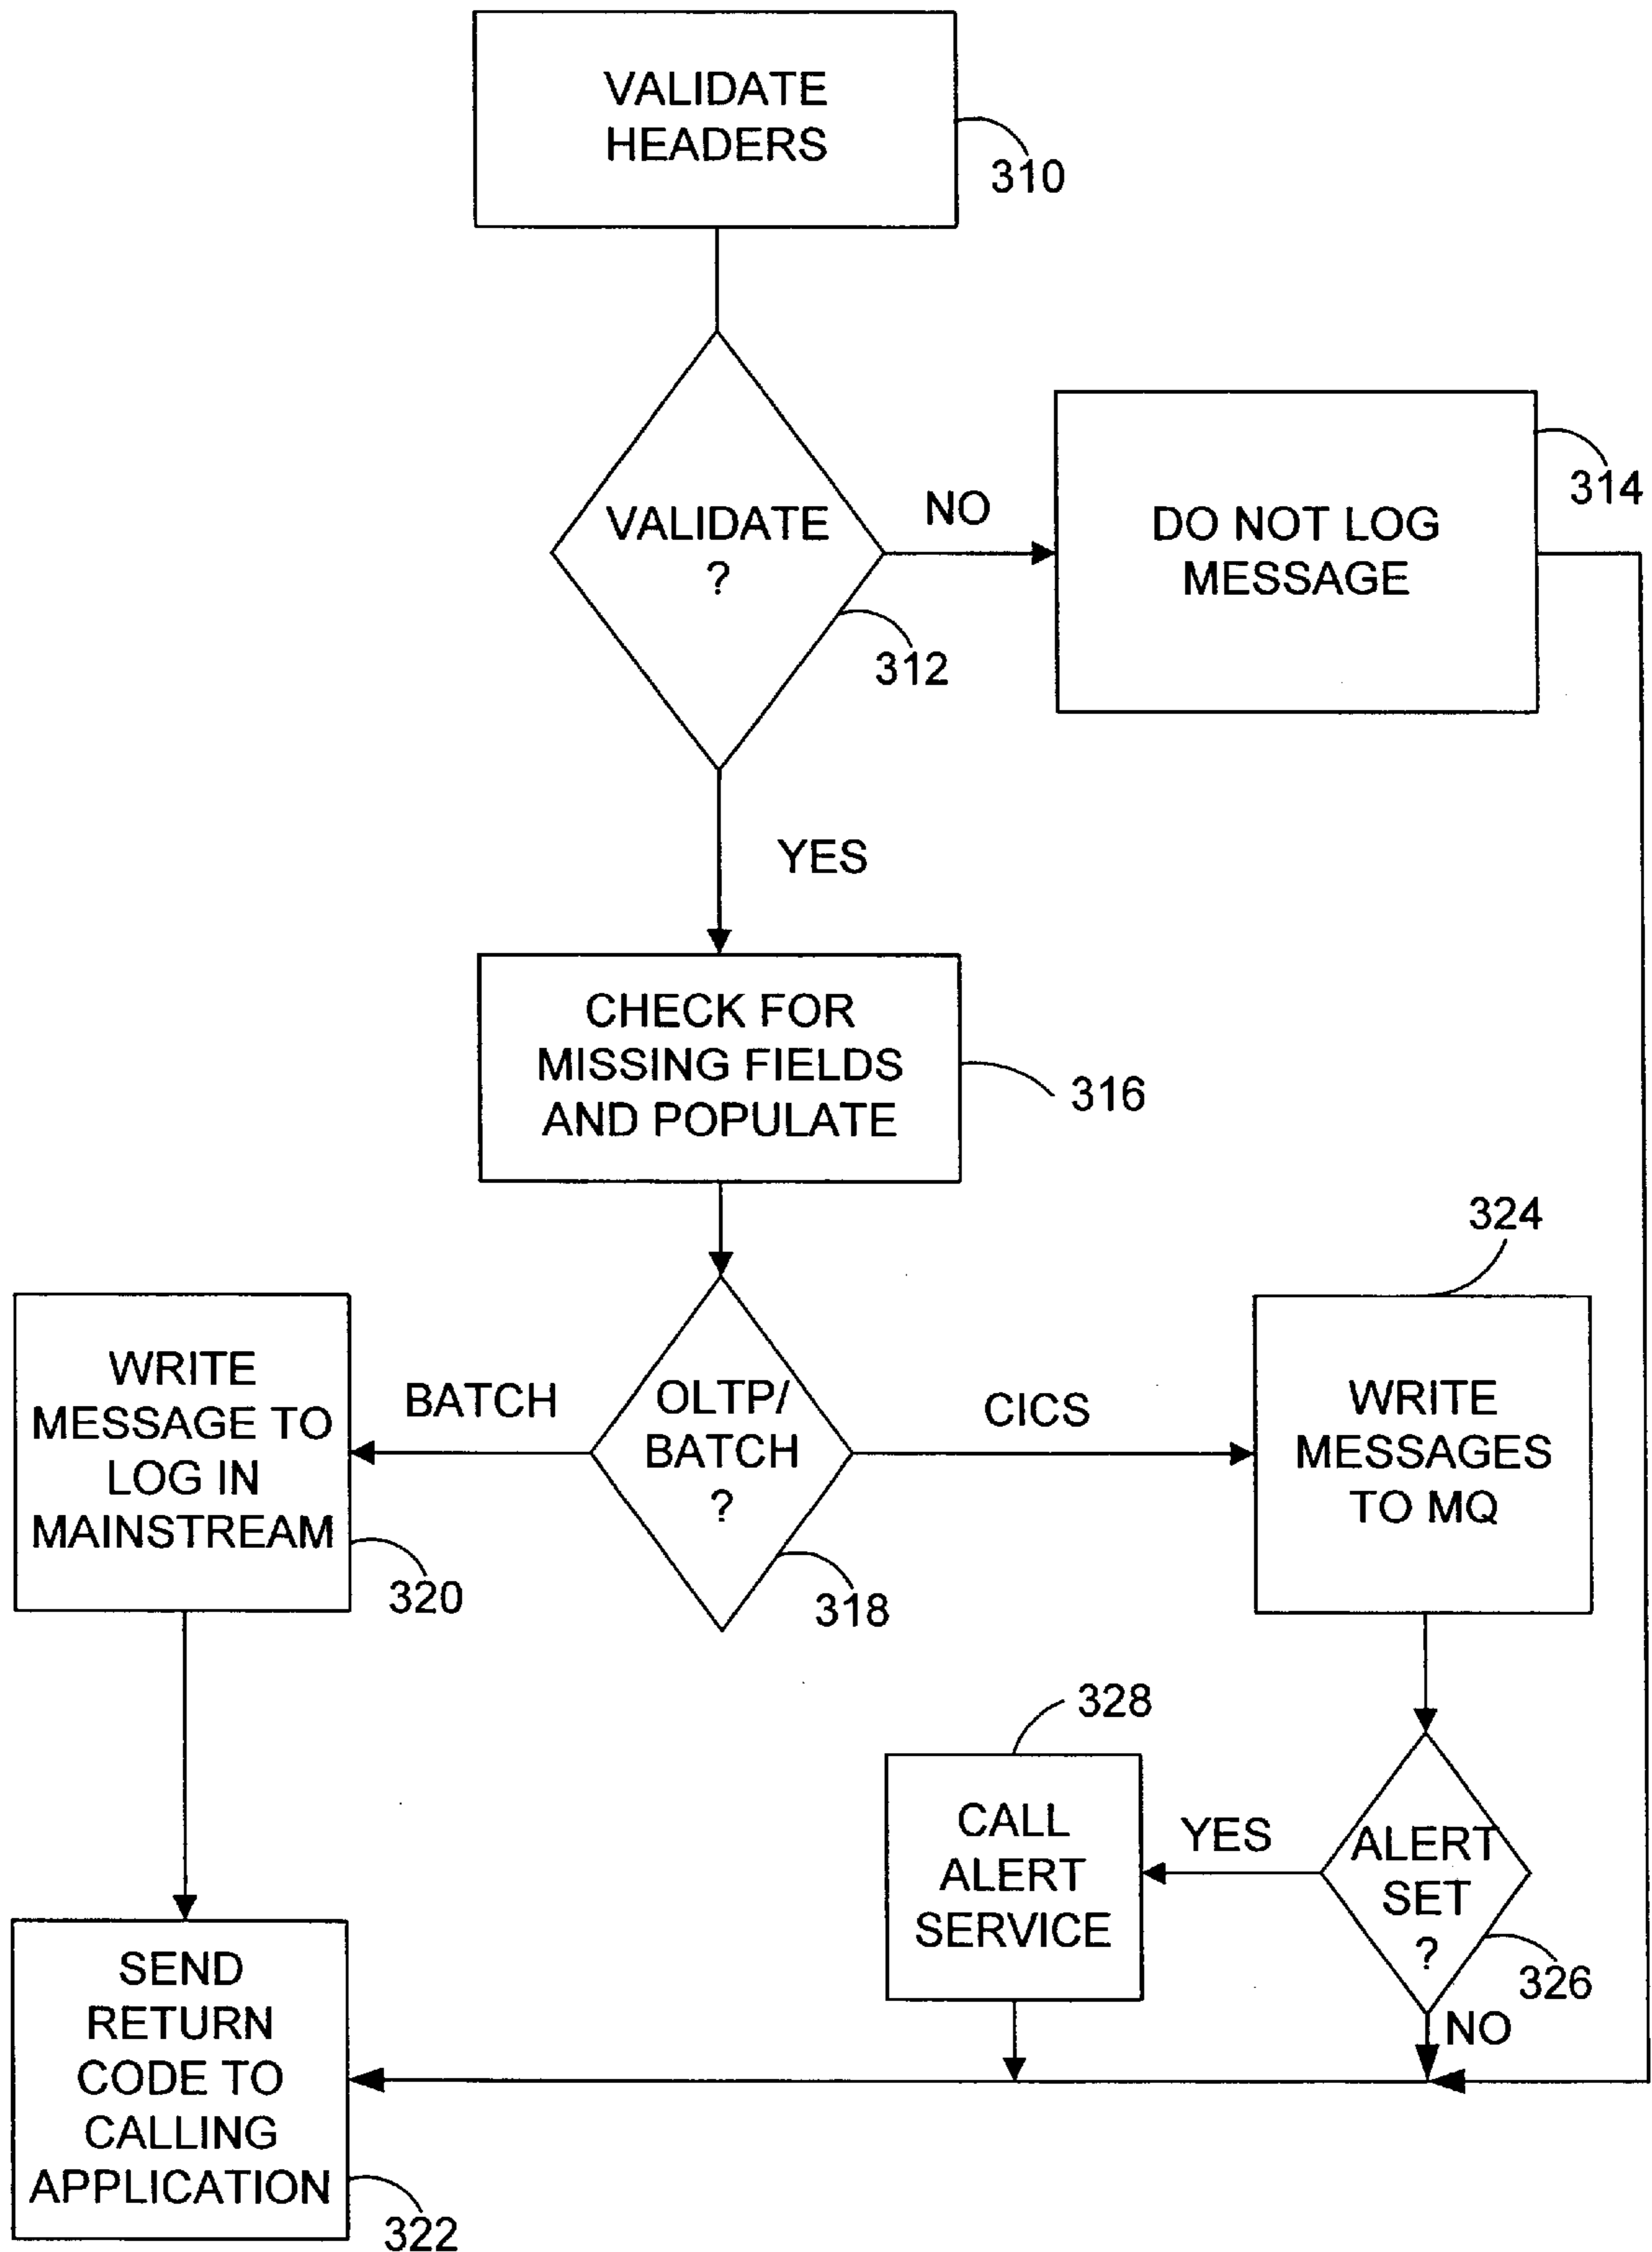 VALIDATE
HEADERS
310
VALIDATE
?
312
NO
DO NOT LOG
MESSAGE
314
YES
CHECK FOR
MISSING FIELDS
AND POPULATE
316
OLTP/
BATCH
?
318
BATCH
WRITE
MESSAGE TO
LOG IN
MAINSTREAM
320
CICS
324
WRITE
MESSAGES
TO MQ
ALERT
SET
?
326
YES
328
CALL
ALERT
SERVICE
NO
SEND
RETURN
CODE TO
CALLING
APPLICATION
322